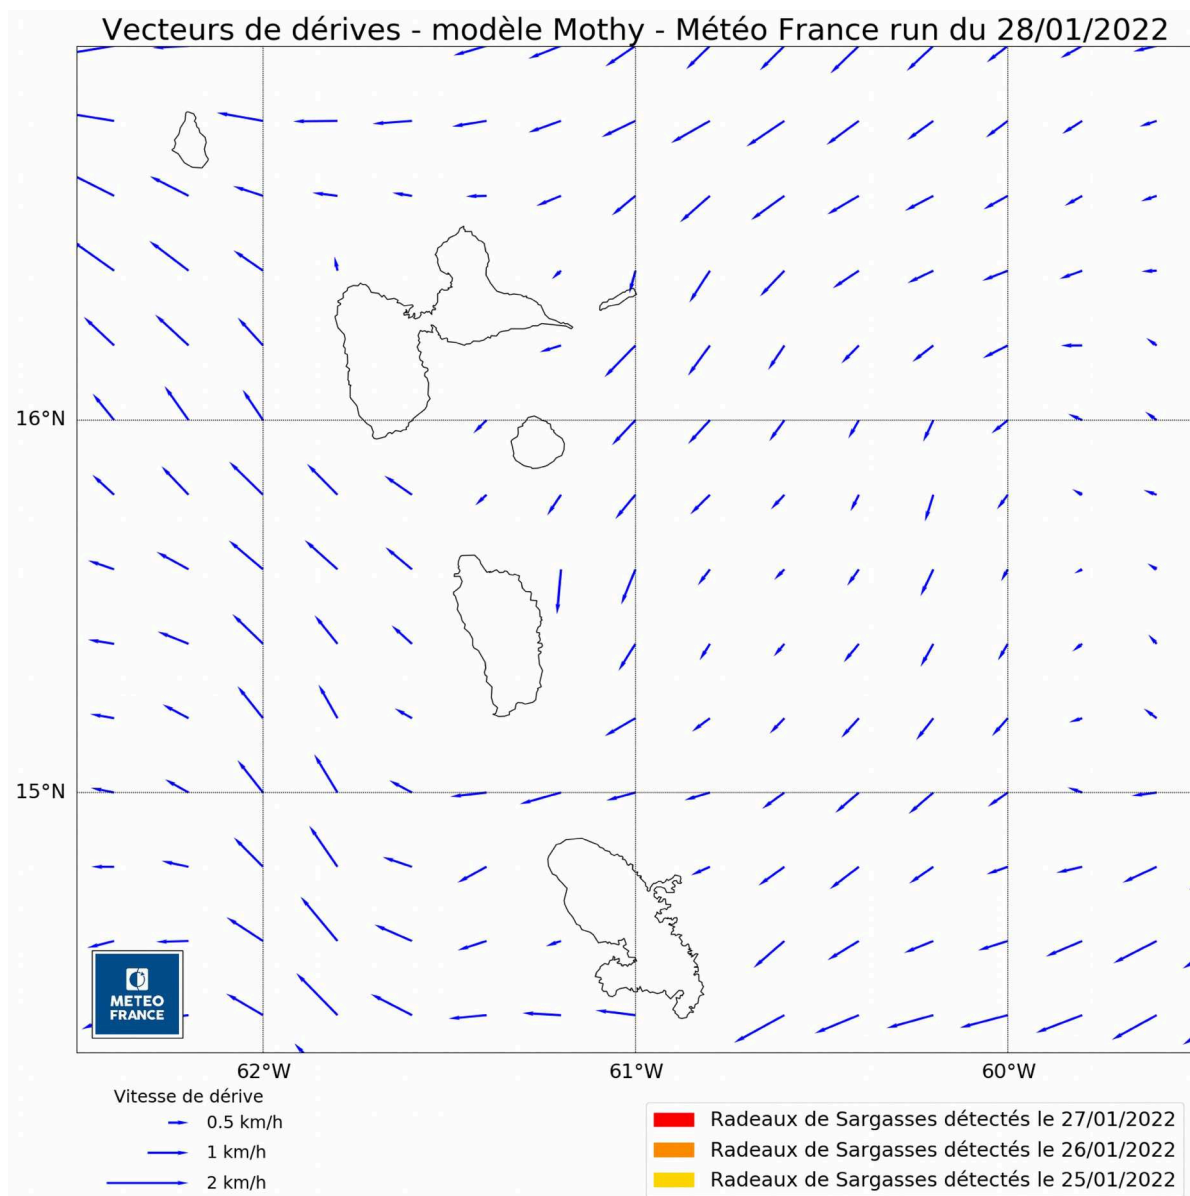 Vecteurs de dérives - modèle Mothy - Météo France run du 28/01/2022
16°N
15°N
METEO
FRANCE
62°W
61°W
60°W
Vitesse de dérive
0.5 km/h
1 km/h
2 km/h
Radeaux de Sargasses détectés le 27/01/2022
Radeaux de Sargasses détectés le 26/01/2022
Radeaux de Sargasses détectés le 25/01/2022